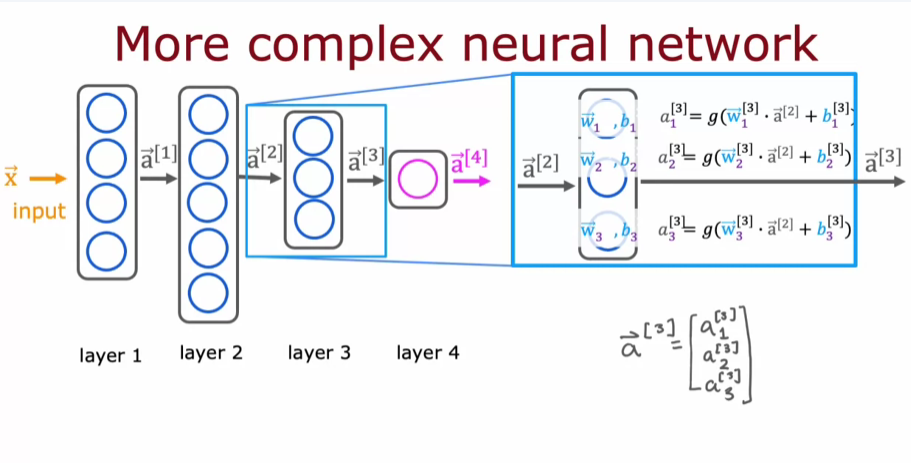 More complex neural network
x⃗
input
a⃗[1]
a⃗[2]
a⃗[3]
a⃗[4]
layer 1 layer 2 layer 3 layer 4
a⃗[2]
w⃗₁ , b₁ a₁[3] = g(w⃗₁[3] · a⃗[2] + b₁[3])
w⃗₂ , b₂ a₂[3] = g(w⃗₂[3] · a⃗[2] + b₂[3])
w⃗₃ , b₃ a₃[3] = g(w⃗₃[3] · a⃗[2] + b₃[3])
a⃗[3]
a⃗[3] = [a₁[3]
a₂[3]
a₃[3]]